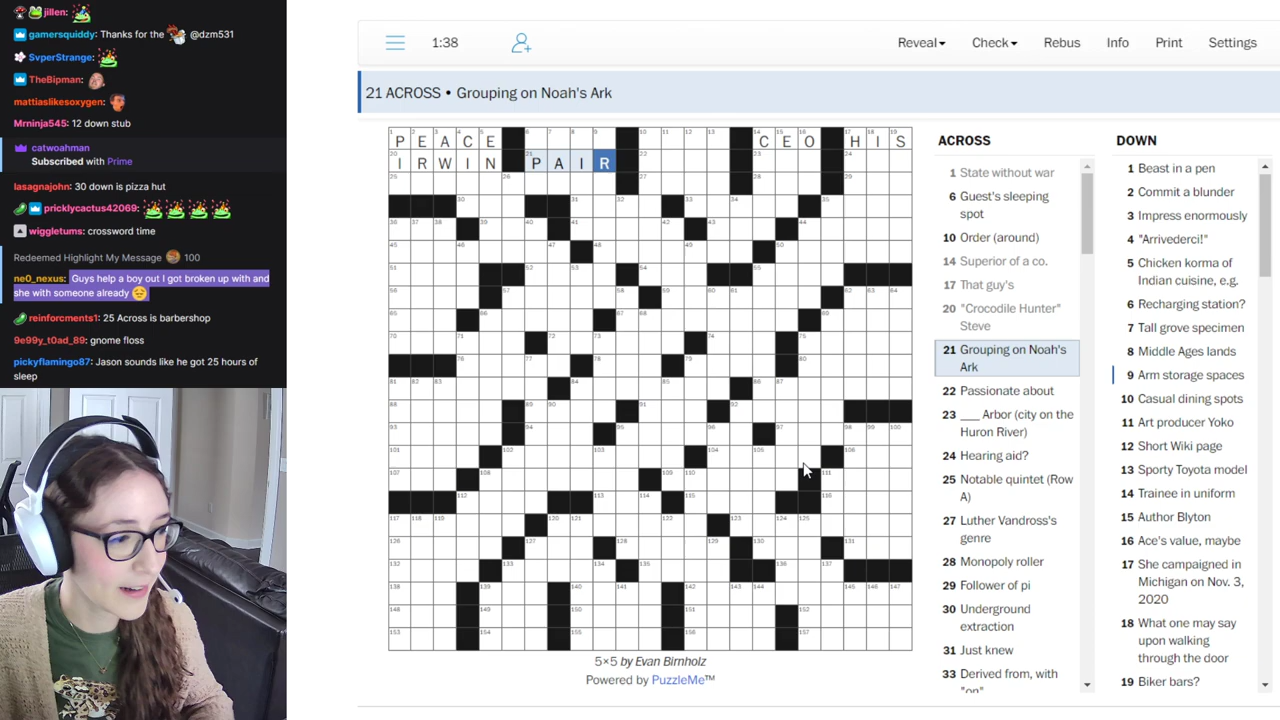 jillen:
gamersquiddy: Thanks for the @dzm531
SvperStrange:
TheBipman:
mattiaslikesoxygen:
Mrninja545: 12 down stub
catwoahman
Subscribed with Prime
lasagnajohn: 30 down is pizza hut
pricklycactus42069:
wiggletums: crossword time
Redeemed Highlight My Message 100
ne0_nexus: Guys help a boy out I got broken up with and
she with someone already
reinforcments1: 25 Across is barbershop
9e99y_t0ad_89: gnome floss
pickyflamingo87: Jason sounds like he got 25 hours of
sleep
1:38
Reveal
Check
Rebus
Info
Print
Settings
21 ACROSS • Grouping on Noah's Ark
P E A C E C E O H I S
I R W I N P A I R
5×5 by Evan Birnholz
Powered by PuzzleMe™
ACROSS
1 State without war
6 Guest's sleeping
spot
10 Order (around)
14 Superior of a co.
17 That guy's
20 "Crocodile Hunter"
Steve
21 Grouping on Noah's
Ark
22 Passionate about
23 ___ Arbor (city on the
Huron River)
24 Hearing aid?
25 Notable quintet (Row
A)
27 Luther Vandross's
genre
28 Monopoly roller
29 Follower of pi
30 Underground
extraction
31 Just knew
33 Derived from, with
"on"
DOWN
1 Beast in a pen
2 Commit a blunder
3 Impress enormously
4 "Arrivederci!"
5 Chicken korma of
Indian cuisine, e.g.
6 Recharging station?
7 Tall grove specimen
8 Middle Ages lands
9 Arm storage spaces
10 Casual dining spots
11 Art producer Yoko
12 Short Wiki page
13 Sporty Toyota model
14 Trainee in uniform
15 Author Blyton
16 Ace's value, maybe
17 She campaigned in
Michigan on Nov. 3,
2020
18 What one may say
upon walking
through the door
19 Biker bars?